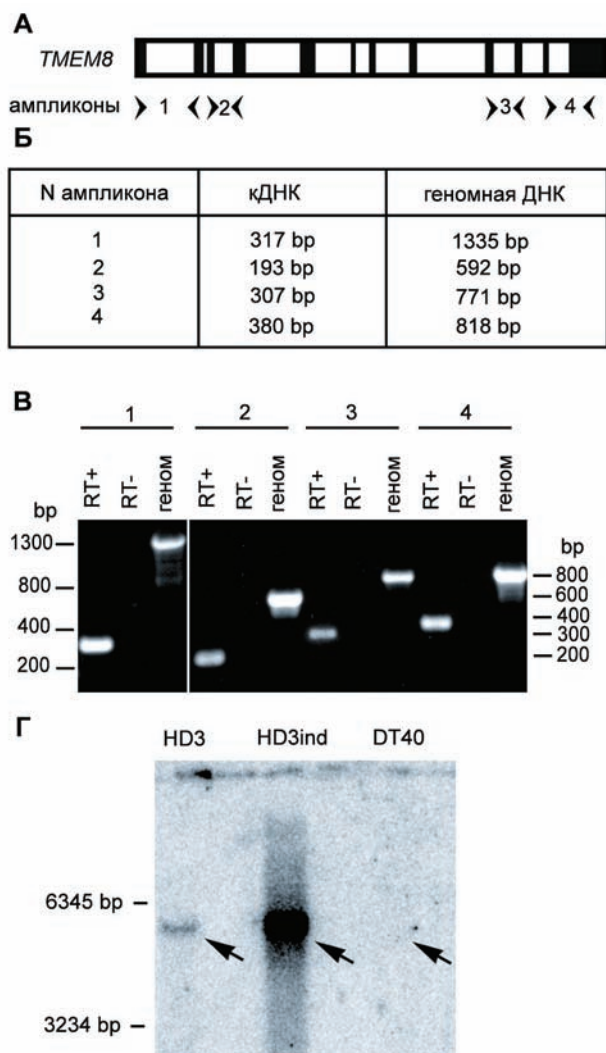 А
TMEM8
ампликоны 1 2 3 4
Б
N ампликона кДНК геномная ДНК
1 317 bp 1335 bp
2 193 bp 592 bp
3 307 bp 771 bp
4 380 bp 818 bp
В
1 2 3 4
RT+ RT- геном RT+ RT- геном RT+ RT- геном RT+ RT- геном
bp bp
1300
800 800
600
400 400
300
200 200
Г
HD3 HD3ind DT40
6345 bp
3234 bp